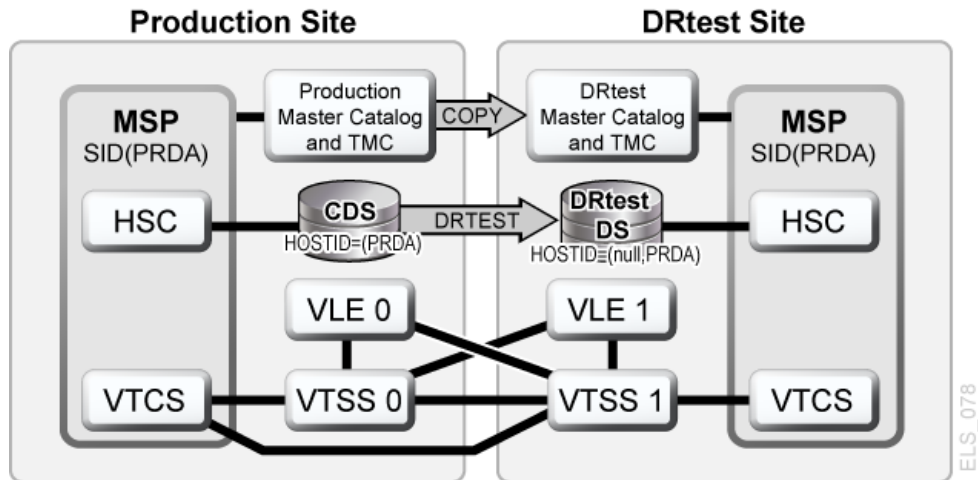 Production Site
DRtest Site
MSP
SID(PRDA)
Production
Master Catalog
and TMC
COPY
DRtest
Master Catalog
and TMC
MSP
SID(PRDA)
HSC
CDS
HOSTID=(PRDA)
DRTEST
DRtest
DS
HOSTID=(null,PRDA)
HSC
VLE 0
VLE 1
VTCS
VTSS 0
VTSS 1
VTCS
ELS_078